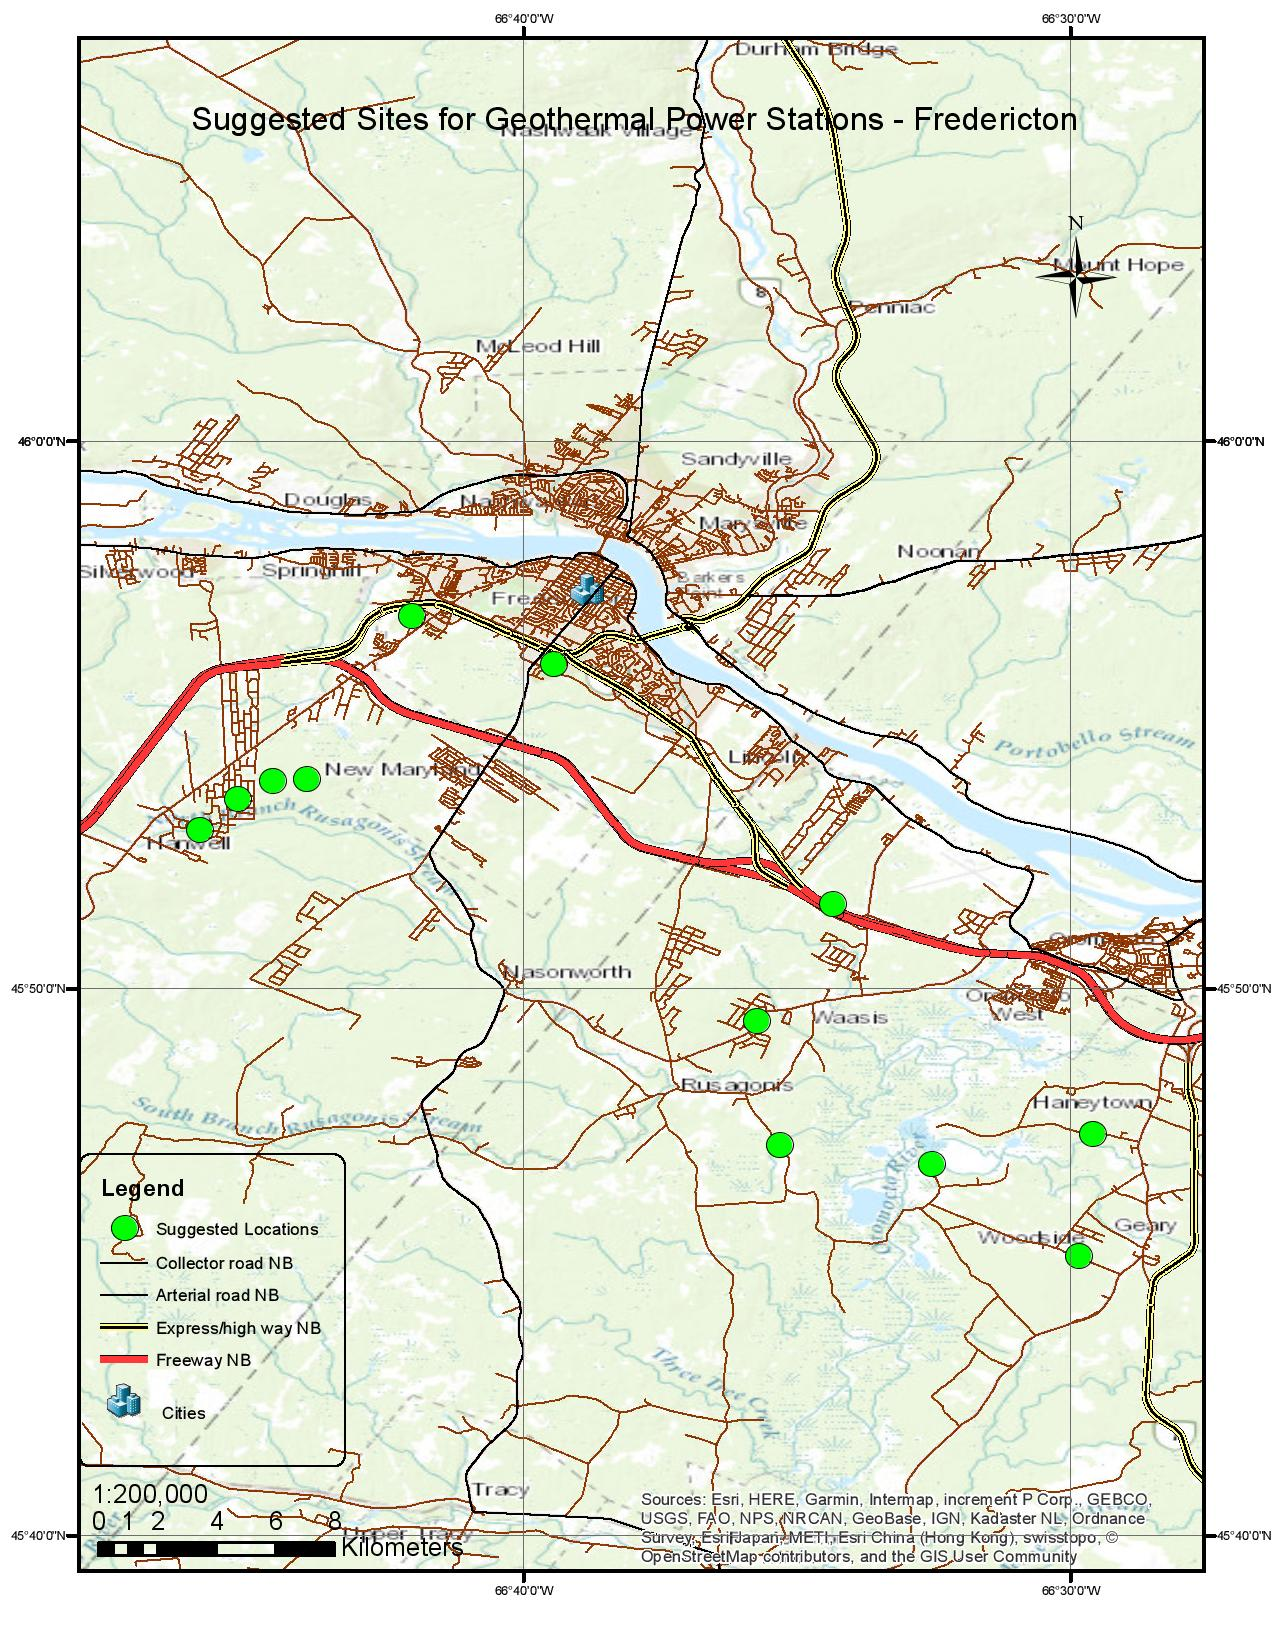 66°40'0"W 66°30'0"W
Durham Bridge
Suggested Sites for Geothermal Power Stations - Fredericton
Nashwaak Village
N
Mount Hope
8
Penniac
McLeod Hill
46°0'0"N 46°0'0"N
Sandyville
Douglas
Marysville
Noonan
Silverwood Springhill
Barkers
Point
Lincoln
Portobello Stream
New Maryland
North Branch Rusagonis Stream
Hanwell
Oromocto
Nasonworth
45°50'0"N 45°50'0"N
Oromocto
West
Waasis
Rusagonis
Haneytown
South Branch Rusagonis Stream
Oromocto River
Geary
Woodside
Legend
Suggested Locations
Collector road NB
Arterial road NB
Express/high way NB
Freeway NB
Cities
Three Tree Creek
Tracy
1:200,000
0 1 2 4 6 8
Kilometers
Upper Tracy
Sources: Esri, HERE, Garmin, Intermap, increment P Corp., GEBCO,
USGS, FAO, NPS, NRCAN, GeoBase, IGN, Kadaster NL, Ordnance
Survey, Esri Japan, METI, Esri China (Hong Kong), swisstopo, ©
OpenStreetMap contributors, and the GIS User Community
45°40'0"N 45°40'0"N
66°40'0"W 66°30'0"W